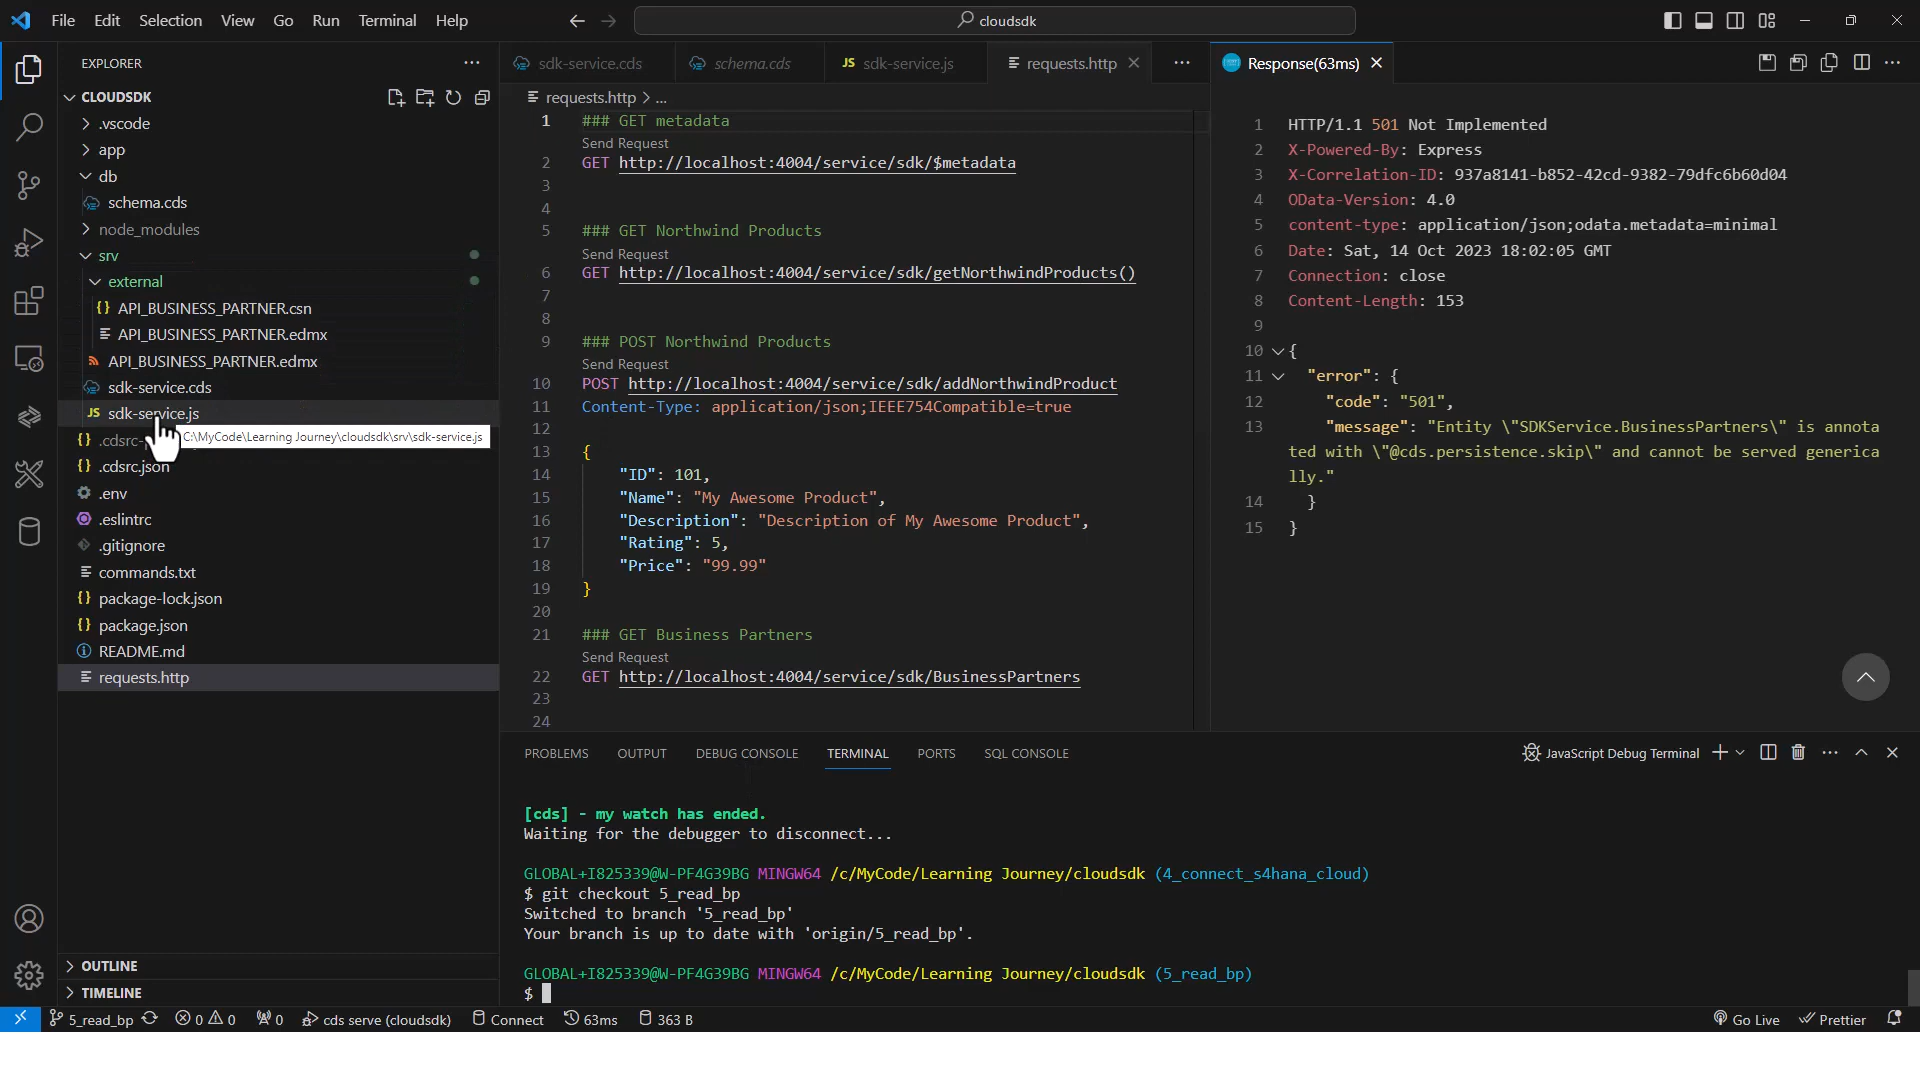 File Edit Selection View Go Run Terminal Help
cloudsdk
EXPLORER
CLOUDSDK
.vscode
app
db
schema.cds
node_modules
srv
external
API_BUSINESS_PARTNER.csn
API_BUSINESS_PARTNER.edmx
API_BUSINESS_PARTNER.edmx
sdk-service.cds
JS sdk-service.js
C:\MyCode\Learning Journey\cloudsdk\srv\sdk-service.js
.cdsrc-
.cdsrc.json
.env
.eslintrc
.gitignore
commands.txt
package-lock.json
package.json
README.md
requests.http
OUTLINE
TIMELINE
sdk-service.cds schema.cds JS sdk-service.js requests.http
requests.http > ...
1 ### GET metadata
Send Request
2 GET http://localhost:4004/service/sdk/$metadata
3
4
5 ### GET Northwind Products
Send Request
6 GET http://localhost:4004/service/sdk/getNorthwindProducts()
7
8
9 ### POST Northwind Products
Send Request
10 POST http://localhost:4004/service/sdk/addNorthwindProduct
11 Content-Type: application/json;IEEE754Compatible=true
12
13 {
14 "ID": 101,
15 "Name": "My Awesome Product",
16 "Description": "Description of My Awesome Product",
17 "Rating": 5,
18 "Price": "99.99"
19 }
20
21 ### GET Business Partners
Send Request
22 GET http://localhost:4004/service/sdk/BusinessPartners
23
24
Response(63ms)
1 HTTP/1.1 501 Not Implemented
2 X-Powered-By: Express
3 X-Correlation-ID: 937a8141-b852-42cd-9382-79dfc6b60d04
4 OData-Version: 4.0
5 content-type: application/json;odata.metadata=minimal
6 Date: Sat, 14 Oct 2023 18:02:05 GMT
7 Connection: close
8 Content-Length: 153
9
10 {
11 "error": {
12 "code": "501",
13 "message": "Entity \"SDKService.BusinessPartners\" is annota
ted with \"@cds.persistence.skip\" and cannot be served generica
lly."
14 }
15 }
PROBLEMS OUTPUT DEBUG CONSOLE TERMINAL PORTS SQL CONSOLE
JavaScript Debug Terminal
[cds] - my watch has ended.
Waiting for the debugger to disconnect...
GLOBAL+I825339@W-PF4G39BG MINGW64 /c/MyCode/Learning Journey/cloudsdk (4_connect_s4hana_cloud)
$ git checkout 5_read_bp
Switched to branch '5_read_bp'
Your branch is up to date with 'origin/5_read_bp'.
GLOBAL+I825339@W-PF4G39BG MINGW64 /c/MyCode/Learning Journey/cloudsdk (5_read_bp)
$
5_read_bp 0 0 0 cds serve (cloudsdk) Connect 63ms 363 B Go Live Prettier